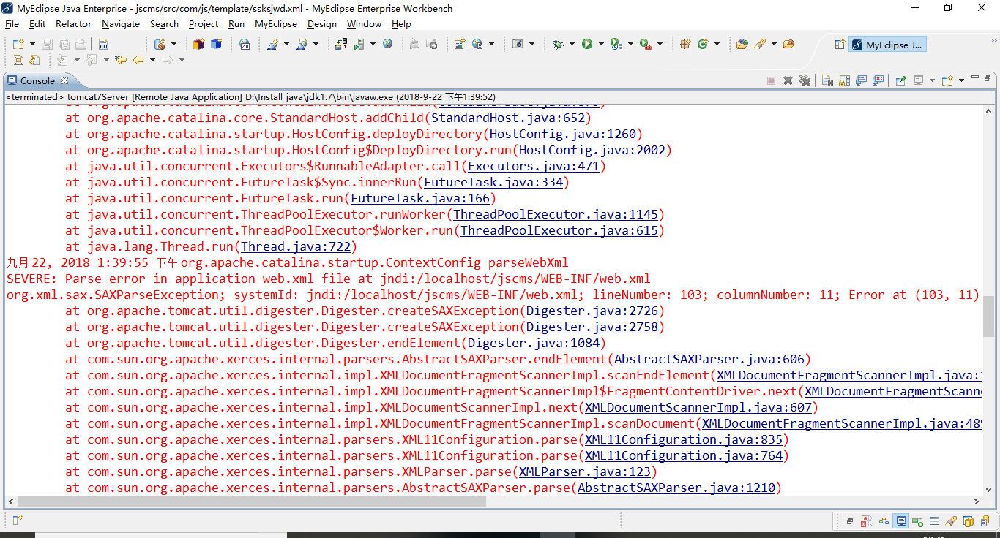 MyEclipse Java Enterprise - jscms/src/com/js/template/ssksjwd.xml - MyEclipse Enterprise Workbench
File Edit Refactor Navigate Search Project Run MyEclipse Design Window Help
MyEclipse J...
Console
<terminated> tomcat7Server [Remote Java Application] D:\Install_java\jdk1.7\bin\javaw.exe (2018-9-22 下午1:39:52)
at org.apache.catalina.core.StandardHost.addChild(StandardHost.java:652)
at org.apache.catalina.startup.HostConfig.deployDirectory(HostConfig.java:1260)
at org.apache.catalina.startup.HostConfig$DeployDirectory.run(HostConfig.java:2002)
at java.util.concurrent.Executors$RunnableAdapter.call(Executors.java:471)
at java.util.concurrent.FutureTask$Sync.innerRun(FutureTask.java:334)
at java.util.concurrent.FutureTask.run(FutureTask.java:166)
at java.util.concurrent.ThreadPoolExecutor.runWorker(ThreadPoolExecutor.java:1145)
at java.util.concurrent.ThreadPoolExecutor$Worker.run(ThreadPoolExecutor.java:615)
at java.lang.Thread.run(Thread.java:722)
九月 22, 2018 1:39:55 下午 org.apache.catalina.startup.ContextConfig parseWebXml
SEVERE: Parse error in application web.xml file at jndi:/localhost/jscms/WEB-INF/web.xml
org.xml.sax.SAXParseException; systemId: jndi:/localhost/jscms/WEB-INF/web.xml; lineNumber: 103; columnNumber: 11; Error at (103, 11)
at org.apache.tomcat.util.digester.Digester.createSAXException(Digester.java:2726)
at org.apache.tomcat.util.digester.Digester.createSAXException(Digester.java:2758)
at org.apache.tomcat.util.digester.Digester.endElement(Digester.java:1084)
at com.sun.org.apache.xerces.internal.parsers.AbstractSAXParser.endElement(AbstractSAXParser.java:606)
at com.sun.org.apache.xerces.internal.impl.XMLDocumentFragmentScannerImpl.scanEndElement(XMLDocumentFragmentScannerImpl.java:
at com.sun.org.apache.xerces.internal.impl.XMLDocumentFragmentScannerImpl$FragmentContentDriver.next(XMLDocumentFragmentScanne
at com.sun.org.apache.xerces.internal.impl.XMLDocumentScannerImpl.next(XMLDocumentScannerImpl.java:607)
at com.sun.org.apache.xerces.internal.impl.XMLDocumentFragmentScannerImpl.scanDocument(XMLDocumentFragmentScannerImpl.java:489
at com.sun.org.apache.xerces.internal.parsers.XML11Configuration.parse(XML11Configuration.java:835)
at com.sun.org.apache.xerces.internal.parsers.XML11Configuration.parse(XML11Configuration.java:764)
at com.sun.org.apache.xerces.internal.parsers.XMLParser.parse(XMLParser.java:123)
at com.sun.org.apache.xerces.internal.parsers.AbstractSAXParser.parse(AbstractSAXParser.java:1210)